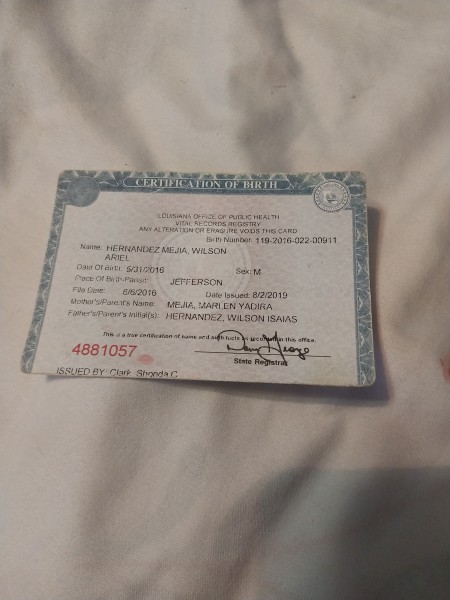 CERTIFICATION OF BIRTH
LOUISIANA OFFICE OF PUBLIC HEALTH
VITAL RECORDS REGISTRY
ANY ALTERATION OR ERASURE VOIDS THIS CARD
Birth Number: 119-2016-022-00911
Name: HERNANDEZ MEJIA, WILSON
ARIEL
Date Of Birth: 5/31/2016 Sex: M
Place Of Birth-Parish: JEFFERSON
File Date: 6/6/2016 Date Issued: 8/2/2019
Mother's/Parent's Name: MEJIA, MARLEN YADIRA
Father's/Parent's Initial(s): HERNANDEZ, WILSON ISAIAS
This is a true certification of name and birth facts as recorded in this office.
4881057
State Registrar
ISSUED BY: Clark, Shonda C